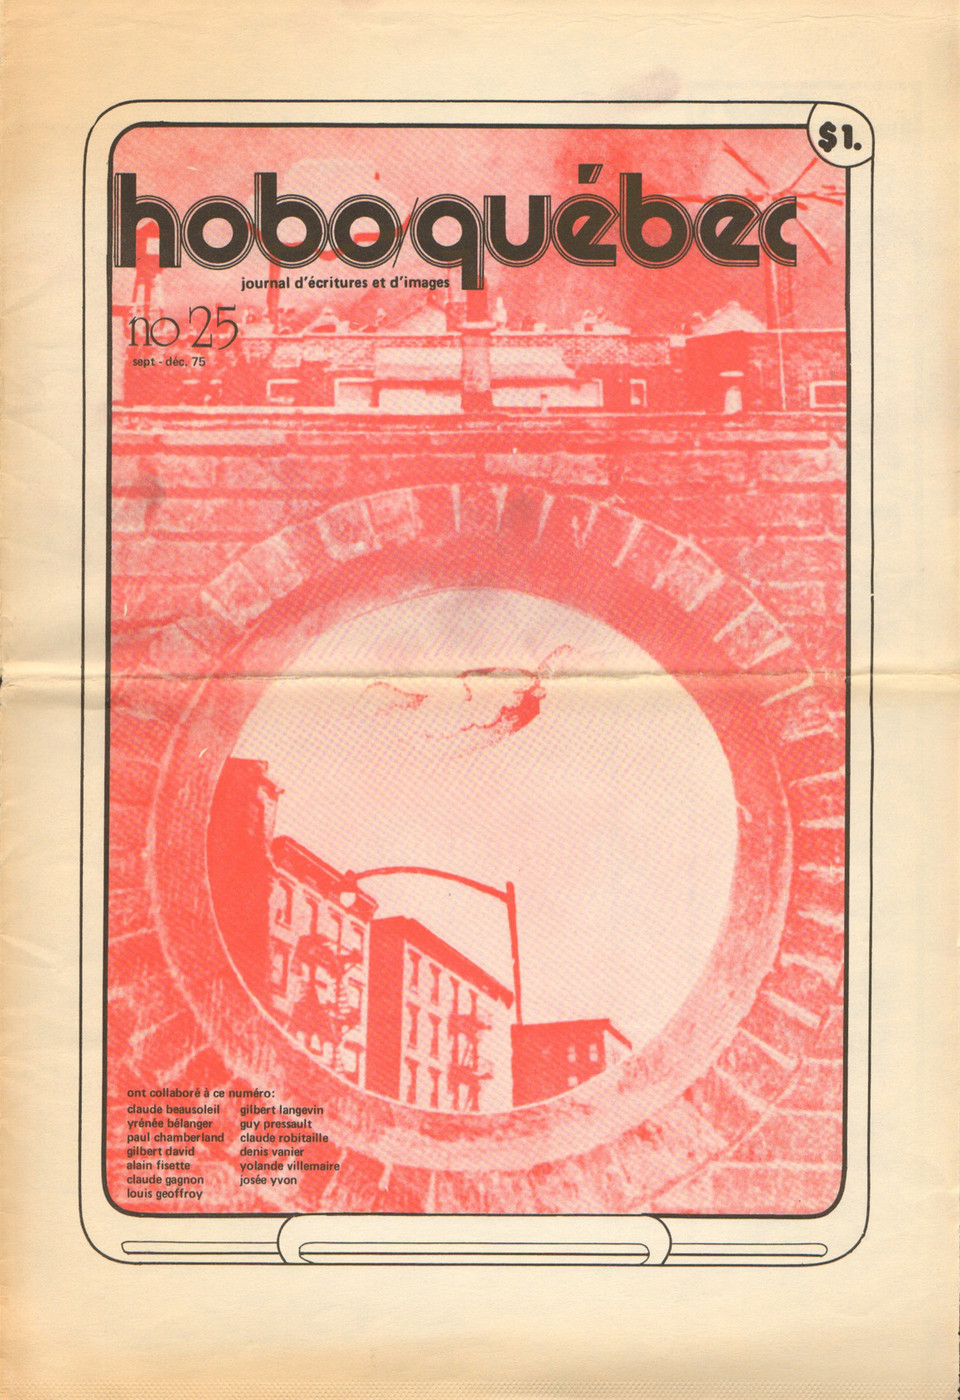 $1.
hobo/québec
journal d'écritures et d'images
no 25
sept - déc. 75
ont collaboré à ce numéro:
claude beausoleil
yrénée bélanger
paul chamberland
gilbert david
alain fisette
claude gagnon
louis geoffroy
gilbert langevin
guy pressault
claude robitaille
denis vanier
yolande villemaire
josée yvon